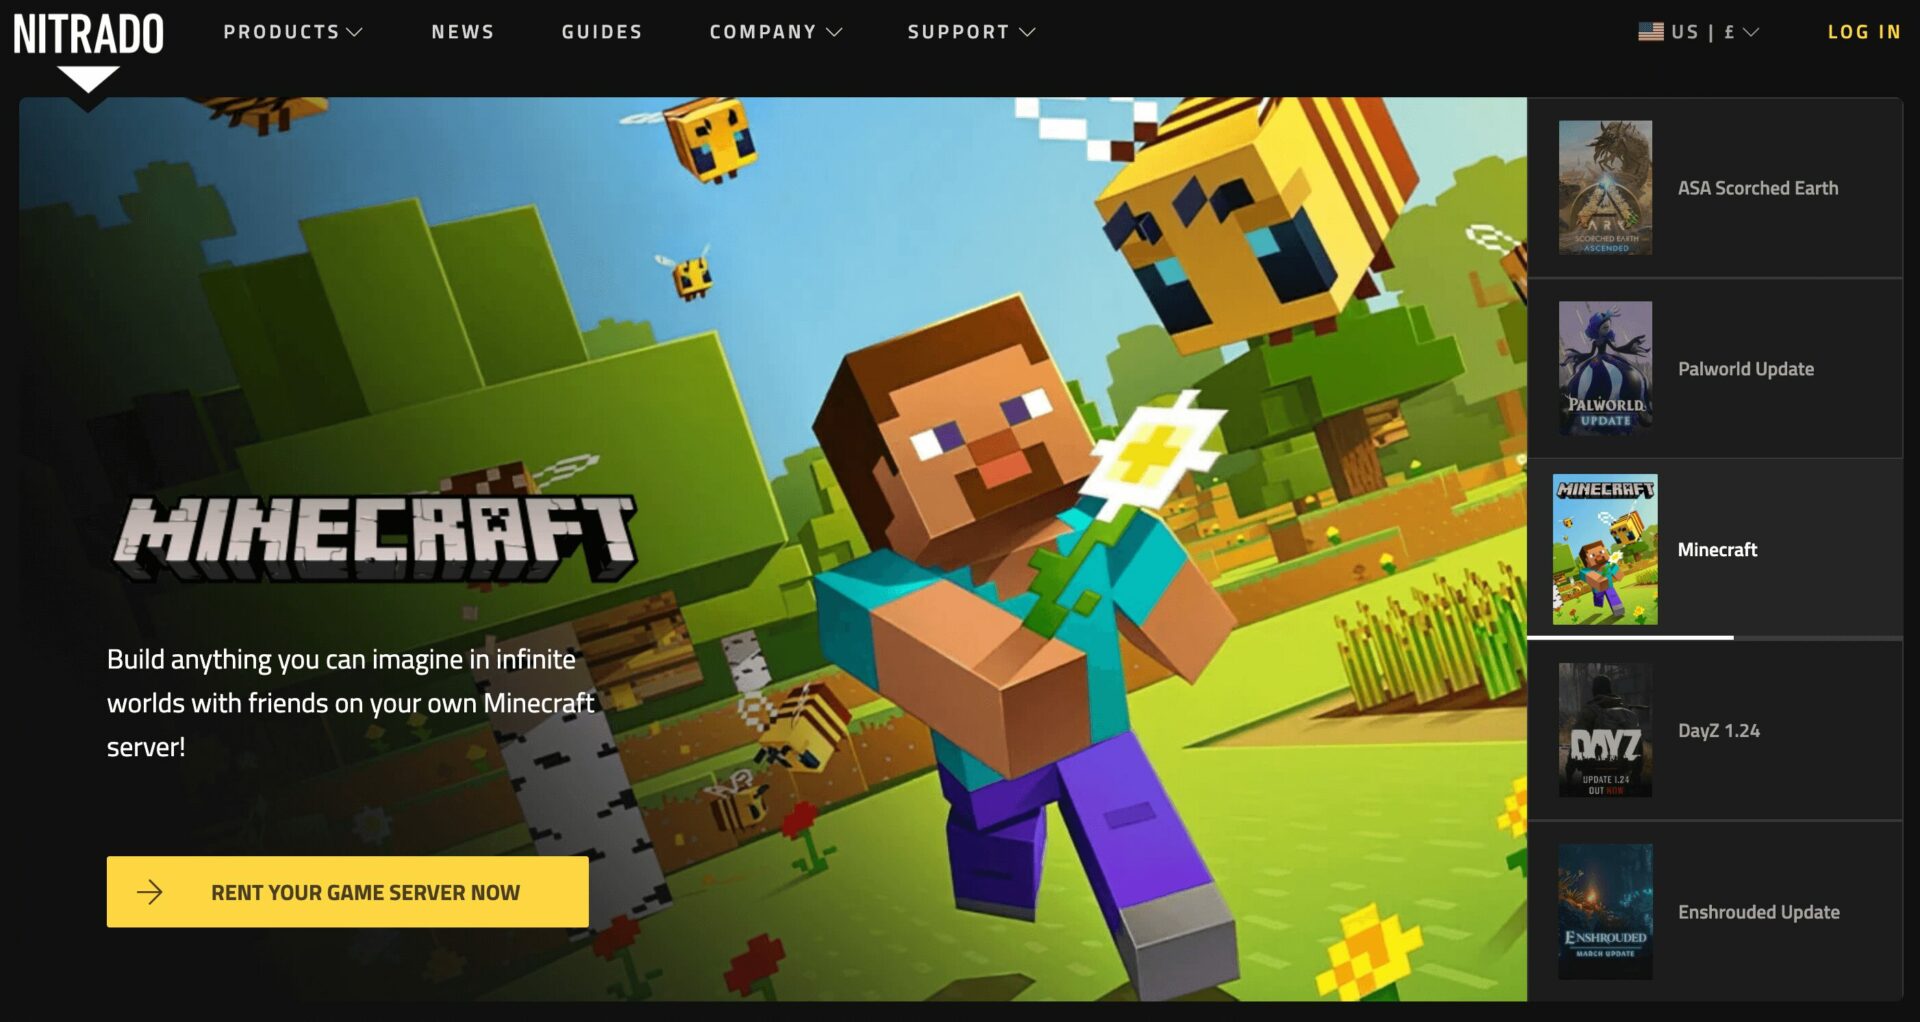 NITRADO
PRODUCTS
NEWS
GUIDES
COMPANY
SUPPORT
US | £
LOG IN
MINECRAFT
Build anything you can imagine in infinite
worlds with friends on your own Minecraft
server!
RENT YOUR GAME SERVER NOW
ARK
SCORCHED EARTH
ASCENDED
ASA Scorched Earth
PALWORLD
UPDATE
Palworld Update
MINECRAFT
Minecraft
DAYZ
UPDATE 1.24
OUT NOW
DayZ 1.24
ENSHROUDED
MARCH UPDATE
Enshrouded Update